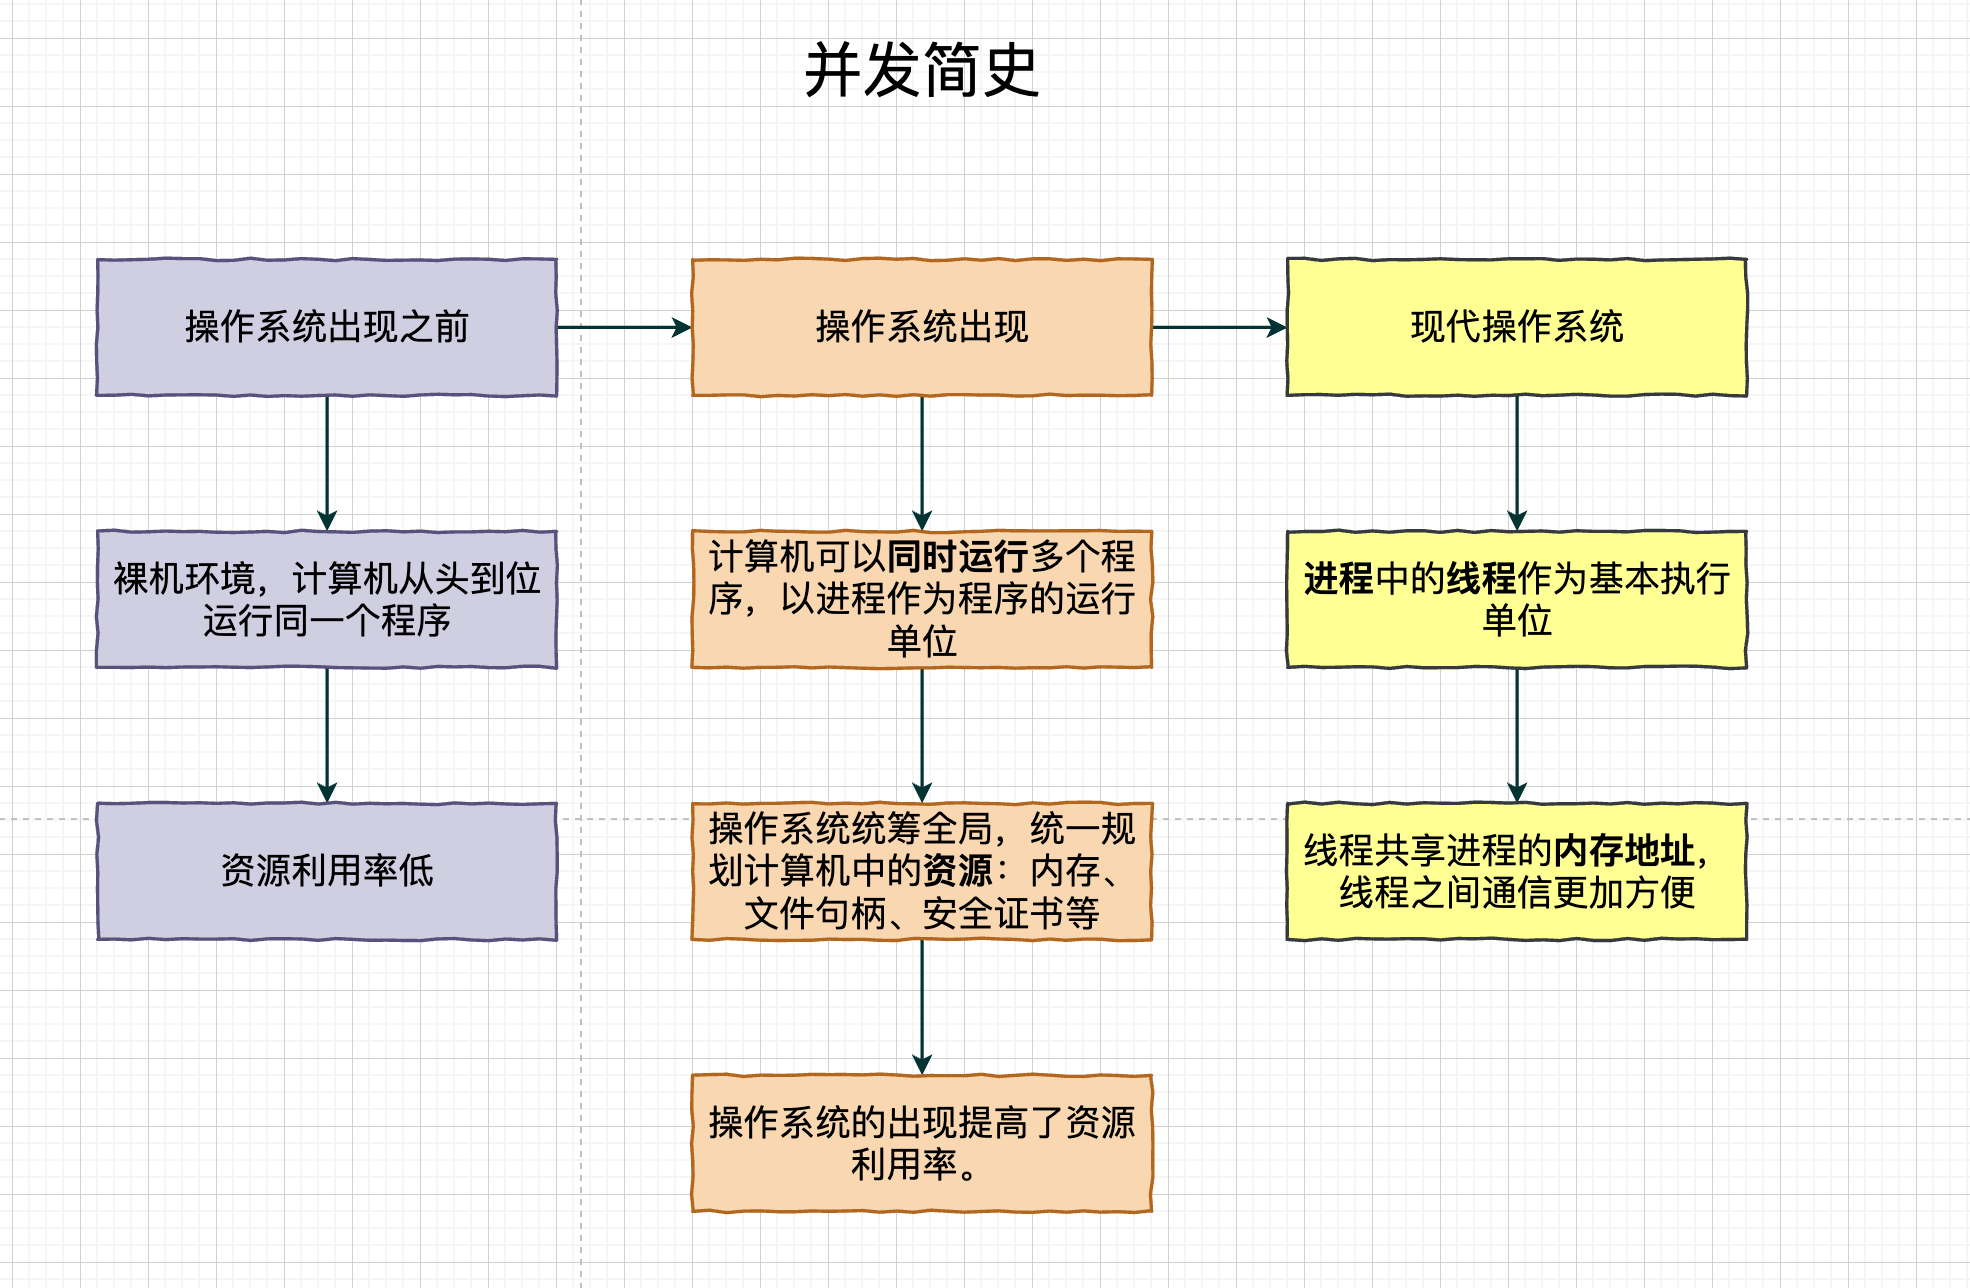 并发简史
操作系统出现之前
操作系统出现
现代操作系统
裸机环境，计算机从头到位
运行同一个程序
计算机可以同时运行多个程
序，以进程作为程序的运行
单位
进程中的线程作为基本执行
单位
资源利用率低
操作系统统筹全局，统一规
划计算机中的资源：内存、
文件句柄、安全证书等
线程共享进程的内存地址，
线程之间通信更加方便
操作系统的出现提高了资源
利用率。